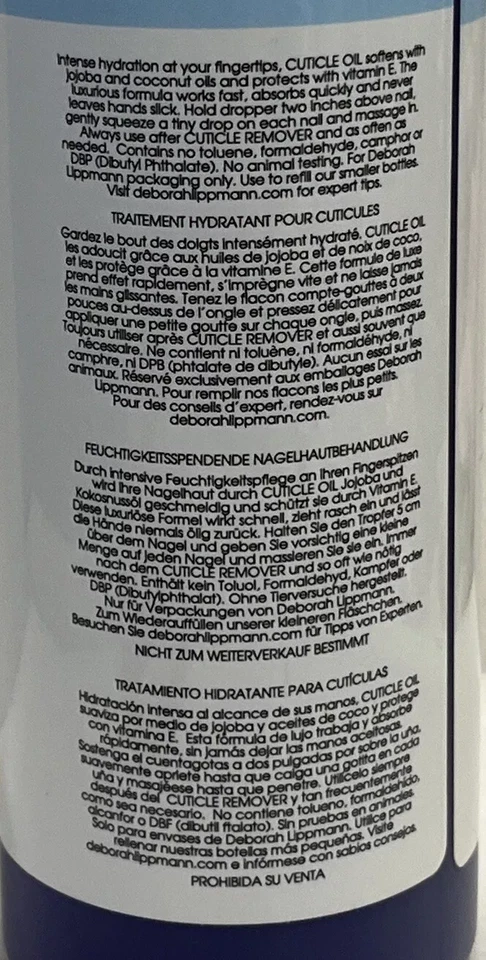 Intense hydration at your fingertips, CUTICLE OIL softens with
jojoba and coconut oils and protects with vitamin E. The
luxurious formula works fast, absorbs quickly and never
leaves hands slick. Hold dropper two inches above nail,
gently squeeze a tiny drop on each nail and massage in.
Always use after CUTICLE REMOVER and as often as
needed. Contains no toluene, formaldehyde, camphor or
DBP (Dibutyl Phthalate). No animal testing. For Deborah
Lippmann packaging only. Use to refill our smaller bottles.
Visit deborahlippmann.com for expert tips.
TRAITEMENT HYDRATANT POUR CUTICULES
Gardez le bout des doigts intensément hydraté. CUTICLE OIL
les adoucit grâce aux huiles de jojoba et de noix de coco,
et les protège grâce à la vitamine E. Cette formule de luxe
prend effet rapidement, s'imprègne vite et ne laisse jamais
les mains glissantes. Tenez le flacon compte-gouttes à deux
pouces au-dessus de l'ongle et pressez délicatement pour
appliquer une petite goutte sur chaque ongle, puis massez.
Toujours utiliser après CUTICLE REMOVER et aussi souvent que
nécessaire. Ne contient ni toluène, ni formaldéhyde, ni
camphre, ni DPB (phtalate de dibutyle). Aucun essai sur les
animaux. Réservé exclusivement aux emballages Deborah
Lippmann. Pour remplir nos flacons les plus petits.
Pour des conseils d'expert, rendez-vous sur
deborahlippmann.com.
FEUCHTIGKEITSSPENDENDE NAGELHAUTBEHANDLUNG
Durch intensive Feuchtigkeitspflege an Ihren Fingerspitzen
wird Ihre Nagelhaut durch CUTICLE OIL Jojoba und
Kokosnussöl geschmeidig und schützt sie durch Vitamin E.
Diese luxuriöse Formel wirkt schnell, zieht rasch ein und lässt
die Hände niemals ölig zurück. Halten Sie den Tropfer 5 cm
über dem Nagel und geben Sie vorsichtig eine kleine
Menge auf jeden Nagel und massieren Sie sie ein. Immer
nach dem CUTICLE REMOVER und so oft wie nötig
verwenden. Enthält kein Toluol, Formaldehyd, Kampfer oder
DBP (Dibutylphthalat). Ohne Tierversuche hergestellt.
Nur für Verpackungen von Deborah Lippmann.
Zum Wiederauffüllen unserer kleineren Fläschchen.
Besuchen Sie deborahlippmann.com für Tipps von Experten.
NICHT ZUM WEITERVERKAUF BESTIMMT
TRATAMIENTO HIDRATANTE PARA CUTÍCULAS
Hidratación intensa al alcance de sus manos, CUTICLE OIL
suaviza por medio de jojoba y aceites de coco y protege
con vitamina E. Esta fórmula de lujo trabaja y absorbe
rápidamente, sin jamás dejar las manos aceitosas.
Sostenga el cuentagotas a dos pulgadas por sobre la uña,
suavemente apriete hasta que caiga una gotita en cada
uña y masajéese hasta que penetre. Utilícelo siempre
después del CUTICLE REMOVER y tan frecuentemente
como sea necesario. No contiene tolueno, formaldehído,
alcanfor o DBF (dibutil ftalato). Sin pruebas en animales.
Solo para envases de Deborah Lippmann. Utilice para
rellenar nuestras botellas más pequeñas. Visite
deborahlippmann.com e infórmese con sabios consejos.
PROHIBIDA SU VENTA